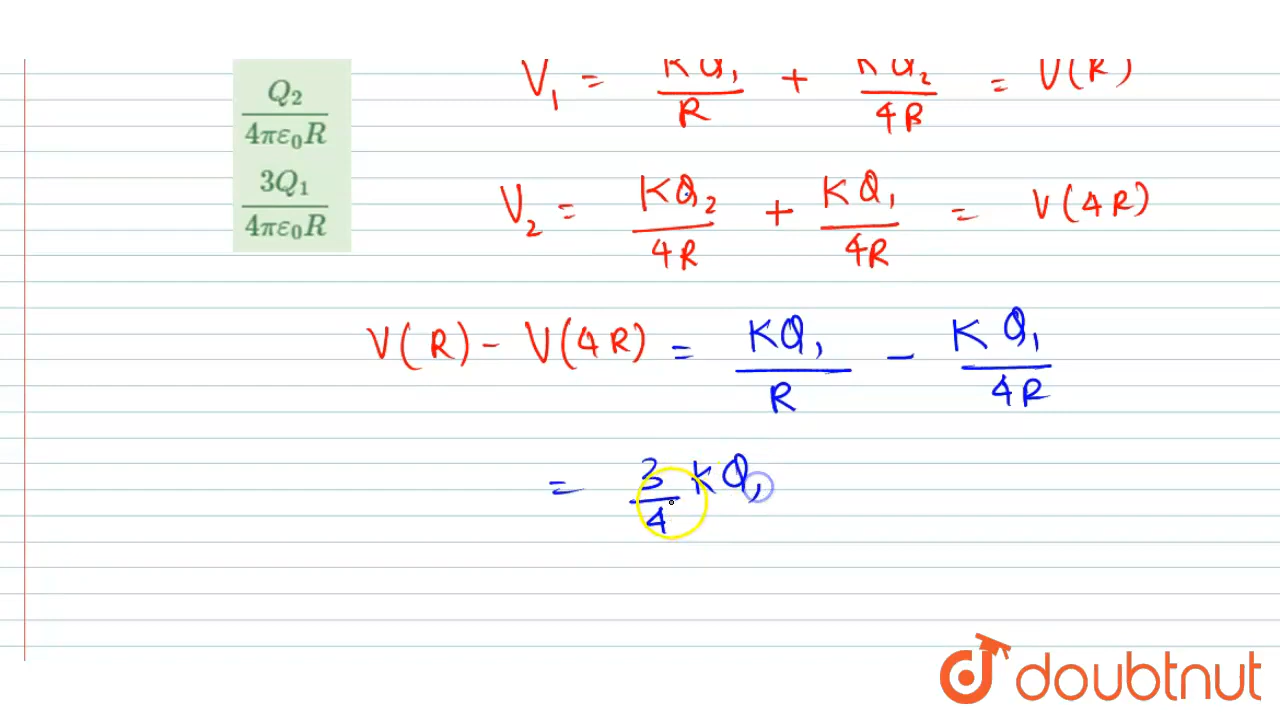 V₁ = KQ₁/R + KQ₂/4R = V(R)
Q₂/4πε₀R
3Q₁/4πε₀R
V₂ = KQ₂/4R + KQ₁/4R = V(4R)
V(R) - V(4R) = KQ₁/R - KQ₁/4R
= 3/4 KQ₁
doubtnut